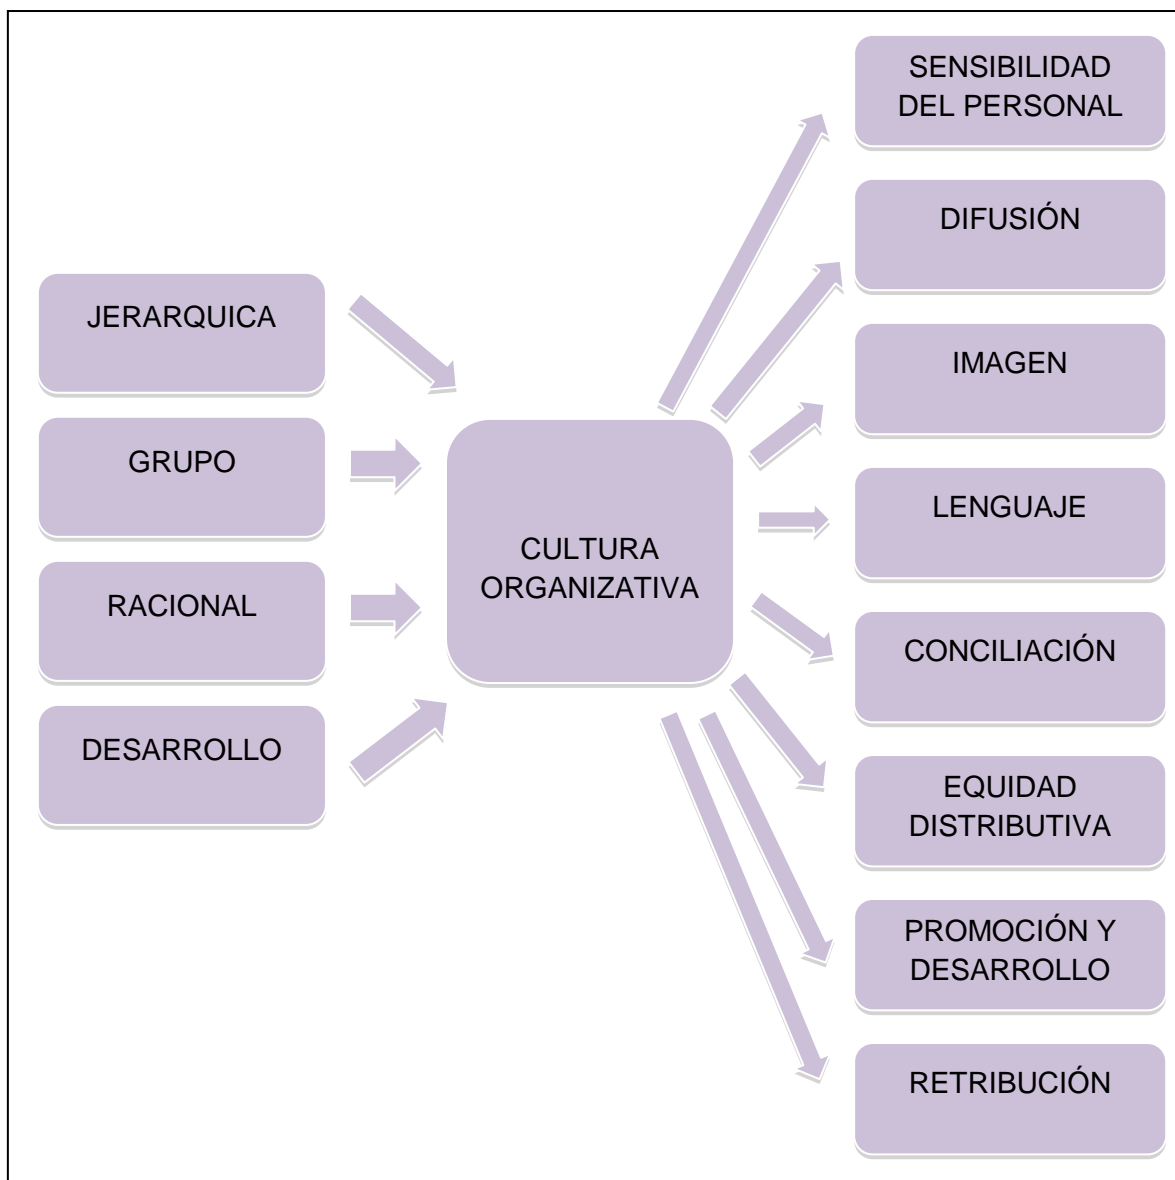 JERARQUICA
GRUPO
RACIONAL
DESARROLLO
CULTURA
ORGANIZATIVA
SENSIBILIDAD
DEL PERSONAL
DIFUSIÓN
IMAGEN
LENGUAJE
CONCILIACIÓN
EQUIDAD
DISTRIBUTIVA
PROMOCIÓN Y
DESARROLLO
RETRIBUCIÓN